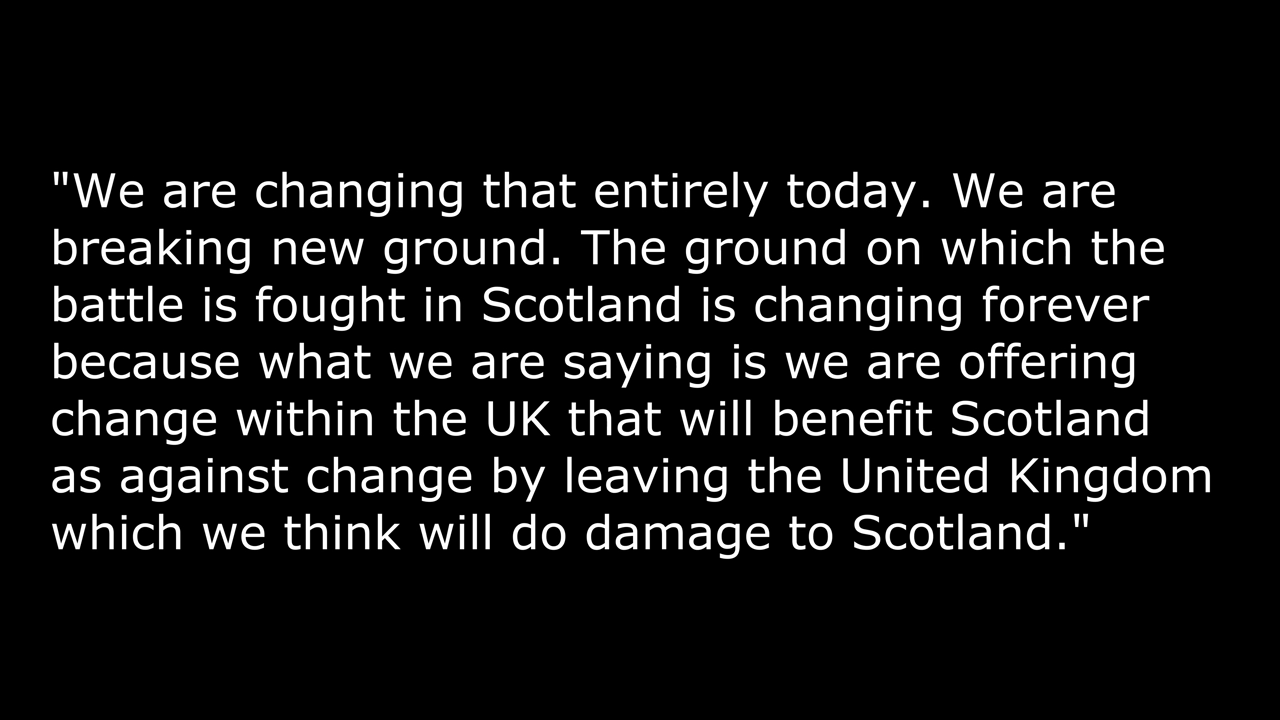 "We are changing that entirely today. We are
breaking new ground. The ground on which the
battle is fought in Scotland is changing forever
because what we are saying is we are offering
change within the UK that will benefit Scotland
as against change by leaving the United Kingdom
which we think will do damage to Scotland."